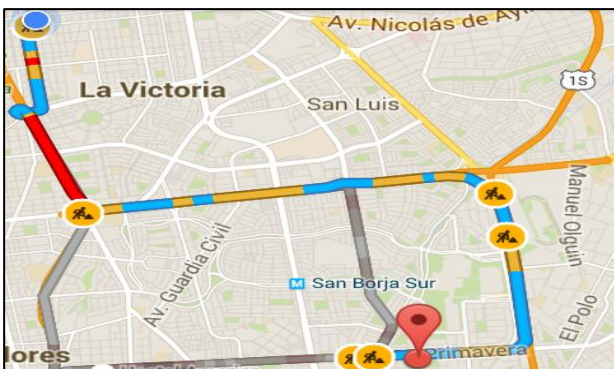 Av. Nicolás de Ay
1S
La Victoria
San Luis
Manuel Olguin
Av. Guardia Civil
M
San Borja Sur
El Polo
lores
Primavera